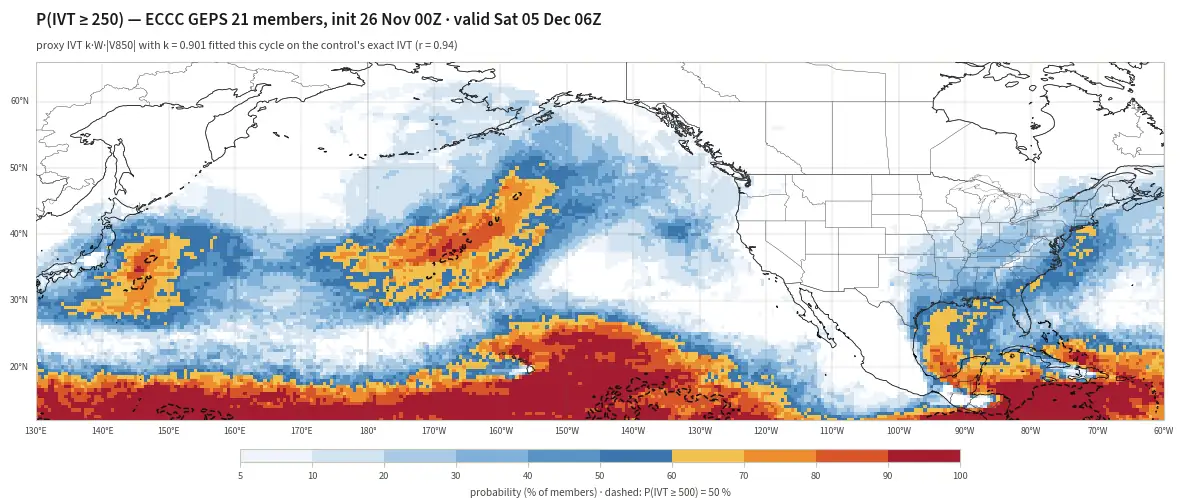 P(IVT ≥ 250) — ECCC GEPS 21 members, init 26 Nov 00Z · valid Sat 05 Dec 06Z
proxy IVT k·W·|V850| with k = 0.901 fitted this cycle on the control's exact IVT (r = 0.94)
60°N
50°N
40°N
30°N
20°N
130°E 140°E 150°E 160°E 170°E 180° 170°W 160°W 150°W 140°W 130°W 120°W 110°W 100°W 90°W 80°W 70°W 60°W
5 10 20 30 40 50 60 70 80 90 100
probability (% of members) · dashed: P(IVT ≥ 500) = 50 %